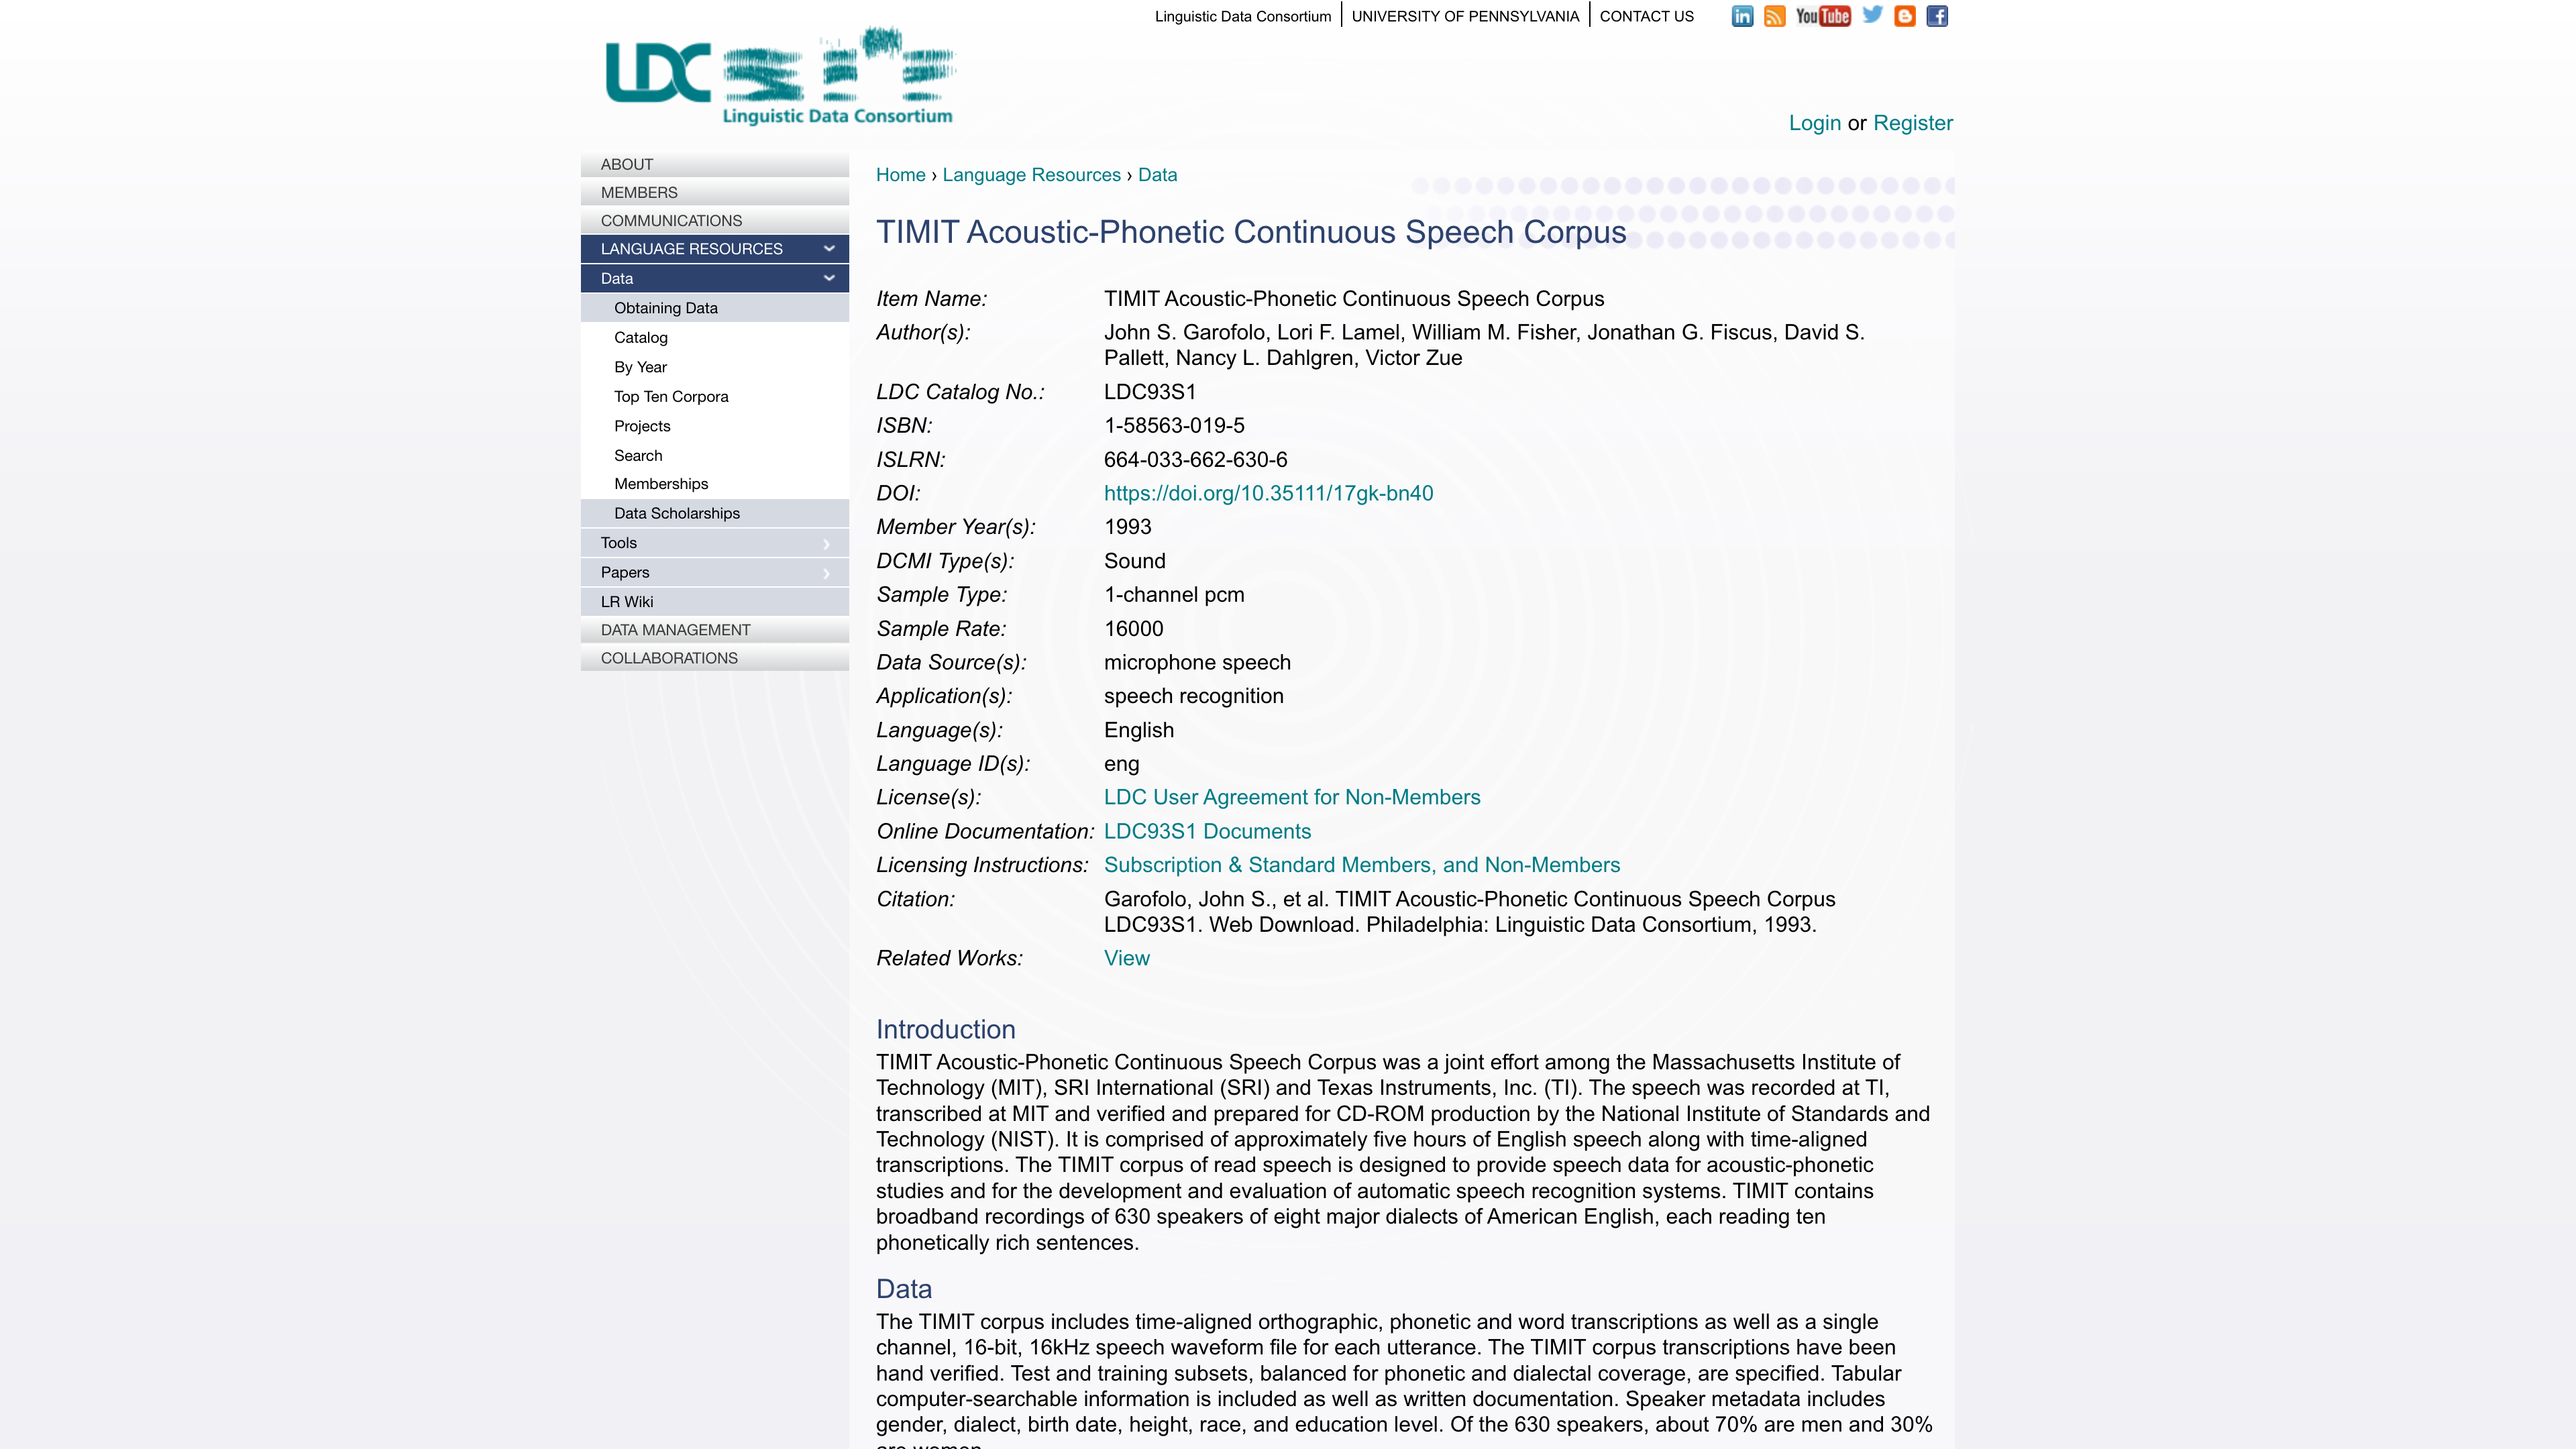 Linguistic Data Consortium UNIVERSITY OF PENNSYLVANIA CONTACT US in You Tube f
LDC
Linguistic Data Consortium
Login or Register
ABOUT
MEMBERS
COMMUNICATIONS
LANGUAGE RESOURCES
Data
Obtaining Data
Catalog
By Year
Top Ten Corpora
Projects
Search
Memberships
Data Scholarships
Tools
Papers
LR Wiki
DATA MANAGEMENT
COLLABORATIONS
Home › Language Resources › Data
TIMIT Acoustic-Phonetic Continuous Speech Corpus
Item Name: TIMIT Acoustic-Phonetic Continuous Speech Corpus
Author(s): John S. Garofolo, Lori F. Lamel, William M. Fisher, Jonathan G. Fiscus, David S.
Pallett, Nancy L. Dahlgren, Victor Zue
LDC Catalog No.: LDC93S1
ISBN: 1-58563-019-5
ISLRN: 664-033-662-630-6
DOI: https://doi.org/10.35111/17gk-bn40
Member Year(s): 1993
DCMI Type(s): Sound
Sample Type: 1-channel pcm
Sample Rate: 16000
Data Source(s): microphone speech
Application(s): speech recognition
Language(s): English
Language ID(s): eng
License(s): LDC User Agreement for Non-Members
Online Documentation: LDC93S1 Documents
Licensing Instructions: Subscription & Standard Members, and Non-Members
Citation: Garofolo, John S., et al. TIMIT Acoustic-Phonetic Continuous Speech Corpus
LDC93S1. Web Download. Philadelphia: Linguistic Data Consortium, 1993.
Related Works: View
Introduction
TIMIT Acoustic-Phonetic Continuous Speech Corpus was a joint effort among the Massachusetts Institute of
Technology (MIT), SRI International (SRI) and Texas Instruments, Inc. (TI). The speech was recorded at TI,
transcribed at MIT and verified and prepared for CD-ROM production by the National Institute of Standards and
Technology (NIST). It is comprised of approximately five hours of English speech along with time-aligned
transcriptions. The TIMIT corpus of read speech is designed to provide speech data for acoustic-phonetic
studies and for the development and evaluation of automatic speech recognition systems. TIMIT contains
broadband recordings of 630 speakers of eight major dialects of American English, each reading ten
phonetically rich sentences.
Data
The TIMIT corpus includes time-aligned orthographic, phonetic and word transcriptions as well as a single
channel, 16-bit, 16kHz speech waveform file for each utterance. The TIMIT corpus transcriptions have been
hand verified. Test and training subsets, balanced for phonetic and dialectal coverage, are specified. Tabular
computer-searchable information is included as well as written documentation. Speaker metadata includes
gender, dialect, birth date, height, race, and education level. Of the 630 speakers, about 70% are men and 30%